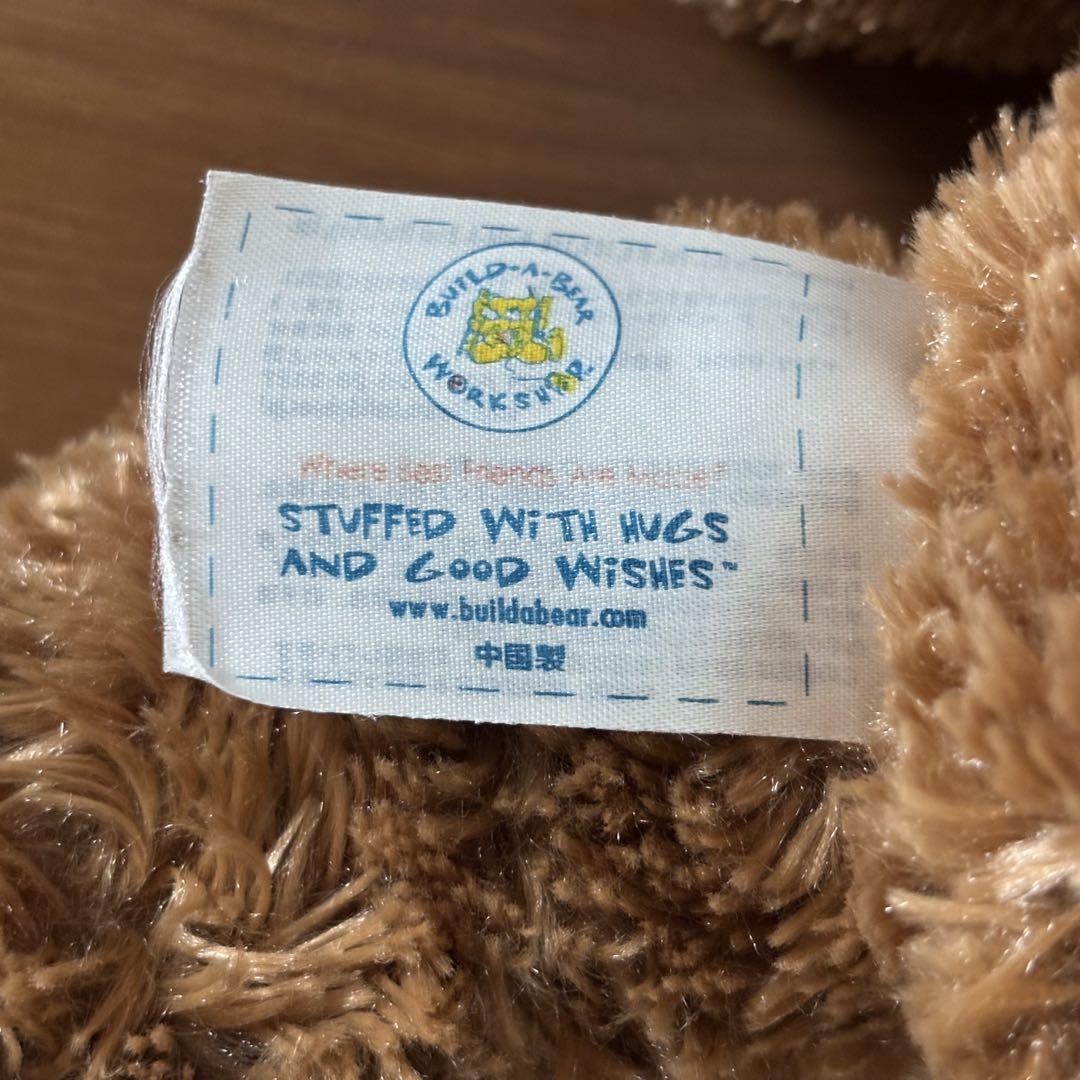 BUILD-A-BEAR
WORKSHOP
Where Best Friends Are Made®
STUFFED WITH HUGS
AND GOOD WISHES™
www.buildabear.com
中国製